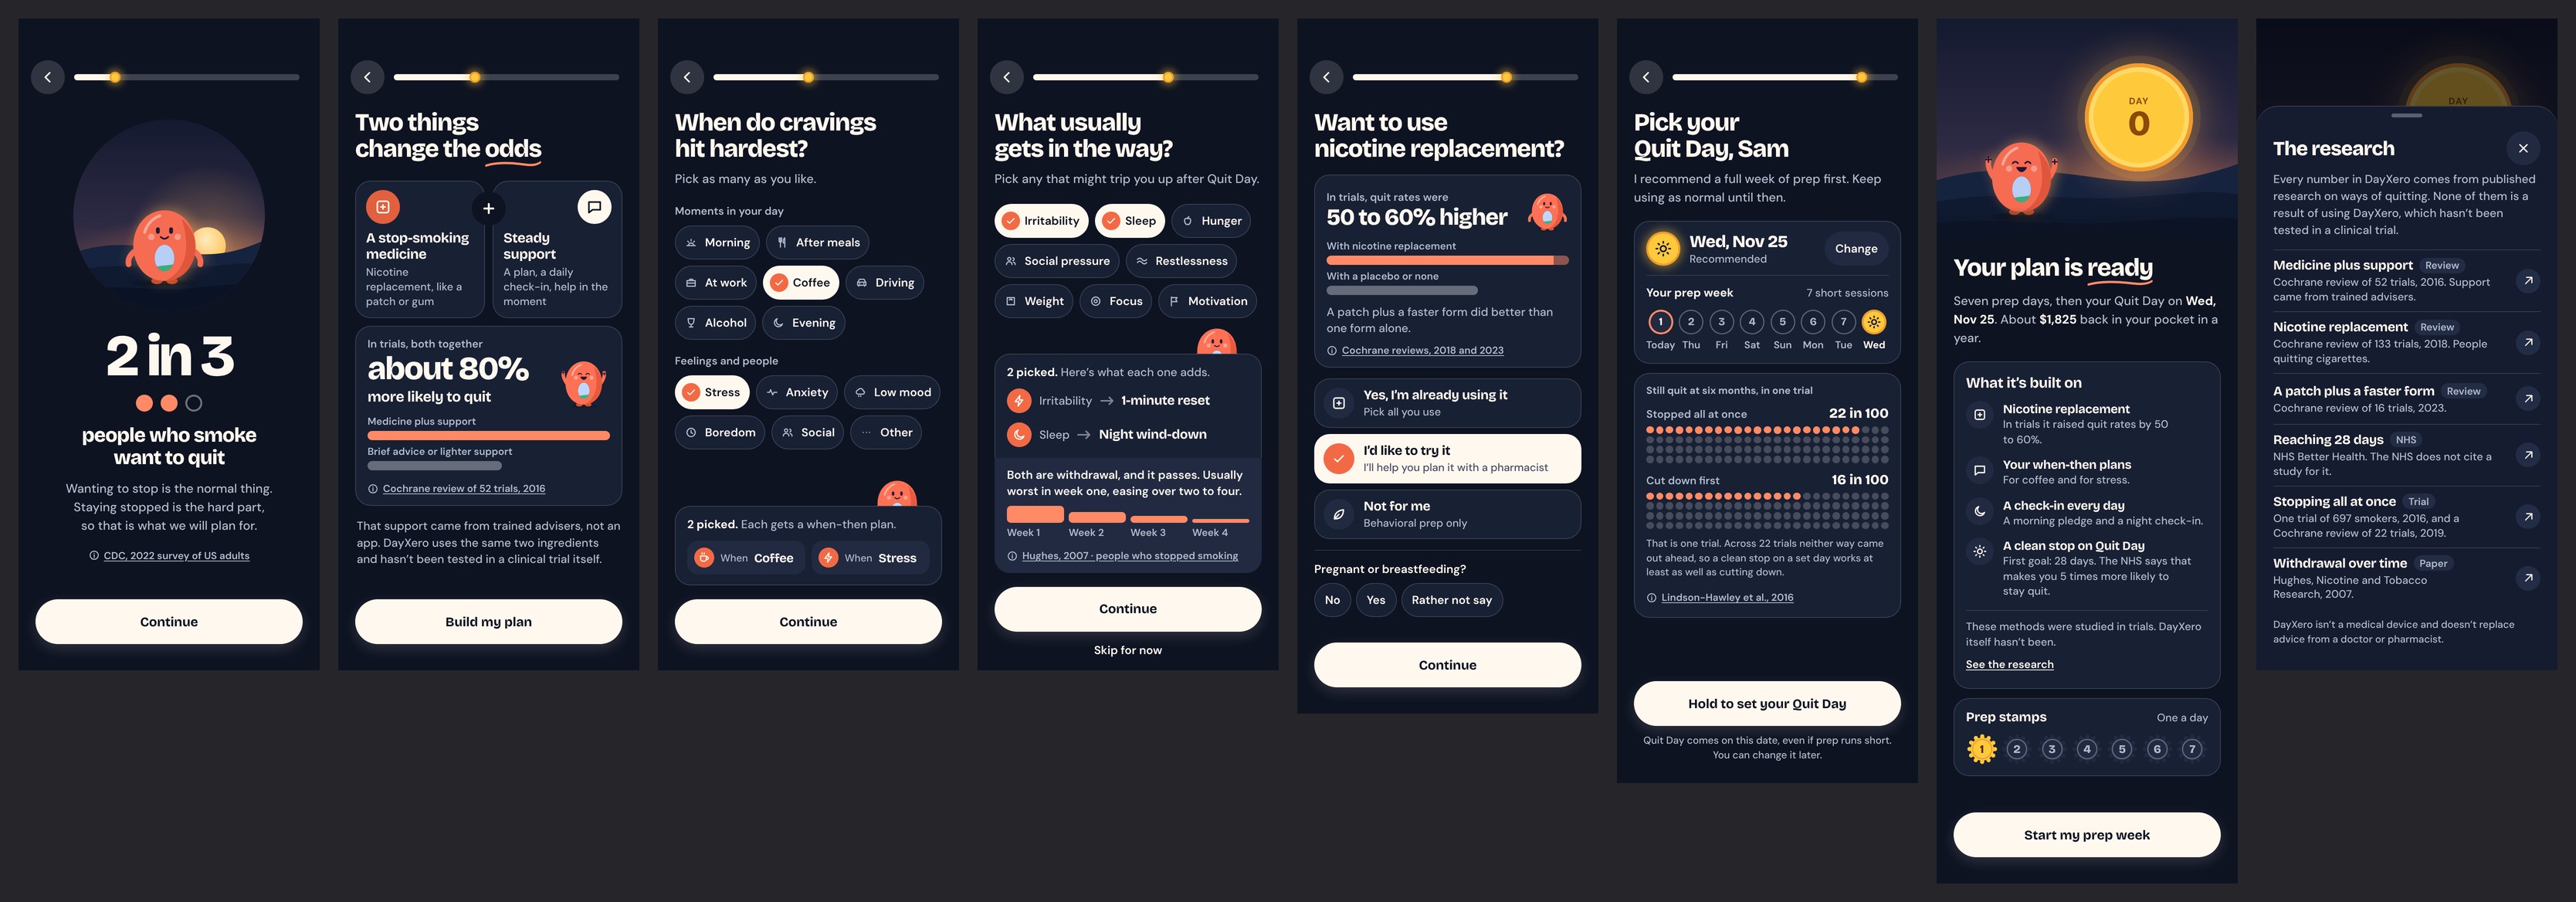 2 in 3
people who smoke
want to quit
Wanting to stop is the normal thing.
Staying stopped is the hard part,
so that is what we will plan for.
CDC, 2022 survey of US adults
Continue
Two things
change the odds
A stop-smoking
medicine
Nicotine
replacement, like a
patch or gum
+
Steady
support
A plan, a daily
check-in, help in the
moment
In trials, both together
about 80%
more likely to quit
Medicine plus support
Brief advice or lighter support
Cochrane review of 52 trials, 2016
That support came from trained advisers, not an
app. DayXero uses the same two ingredients
and hasn't been tested in a clinical trial itself.
Build my plan
When do cravings
hit hardest?
Pick as many as you like.
Moments in your day
Morning After meals
At work Coffee Driving
Alcohol Evening
Feelings and people
Stress Anxiety Low mood
Boredom Social Other
2 picked. Each gets a when-then plan.
When Coffee When Stress
Continue
What usually
gets in the way?
Pick any that might trip you up after Quit Day.
Irritability Sleep Hunger
Social pressure Restlessness
Weight Focus Motivation
2 picked. Here's what each one adds.
Irritability → 1-minute reset
Sleep → Night wind-down
Both are withdrawal, and it passes. Usually
worst in week one, easing over two to four.
Week 1 Week 2 Week 3 Week 4
Hughes, 2007 · people who stopped smoking
Continue
Skip for now
Want to use
nicotine replacement?
In trials, quit rates were
50 to 60% higher
With nicotine replacement
With a placebo or none
A patch plus a faster form did better than
one form alone.
Cochrane reviews, 2018 and 2023
Yes, I'm already using it
Pick all you use
I'd like to try it
I'll help you plan it with a pharmacist
Not for me
Behavioral prep only
Pregnant or breastfeeding?
No Yes Rather not say
Continue
Pick your
Quit Day, Sam
I recommend a full week of prep first. Keep
using as normal until then.
Wed, Nov 25
Recommended
Change
Your prep week 7 short sessions
1 2 3 4 5 6 7
Today Thu Fri Sat Sun Mon Tue Wed
Still quit at six months, in one trial
Stopped all at once 22 in 100
Cut down first 16 in 100
That is one trial. Across 22 trials neither way came
out ahead, so a clean stop on a set day works at
least as well as cutting down.
Lindson-Hawley et al., 2016
Hold to set your Quit Day
Quit Day comes on this date, even if prep runs short.
You can change it later.
DAY
0
Your plan is ready
Seven prep days, then your Quit Day on Wed,
Nov 25. About $1,825 back in your pocket in a
year.
What it's built on
Nicotine replacement
In trials it raised quit rates by 50
to 60%.
Your when-then plans
For coffee and for stress.
A check-in every day
A morning pledge and a night check-in.
A clean stop on Quit Day
First goal: 28 days. The NHS says that
makes you 5 times more likely to
stay quit.
These methods were studied in trials. DayXero
itself hasn't been.
See the research
Prep stamps One a day
1 2 3 4 5 6 7
Start my prep week
DAY
The research
Every number in DayXero comes from published
research on ways of quitting. None of them is a
result of using DayXero, which hasn't been
tested in a clinical trial.
Medicine plus support Review
Cochrane review of 52 trials, 2016. Support
came from trained advisers.
Nicotine replacement Review
Cochrane review of 133 trials, 2018. People
quitting cigarettes.
A patch plus a faster form Review
Cochrane review of 16 trials, 2023.
Reaching 28 days NHS
NHS Better Health. The NHS does not cite a
study for it.
Stopping all at once Trial
One trial of 697 smokers, 2016, and a
Cochrane review of 22 trials, 2019.
Withdrawal over time Paper
Hughes, Nicotine and Tobacco
Research, 2007.
DayXero isn't a medical device and doesn't replace
advice from a doctor or pharmacist.